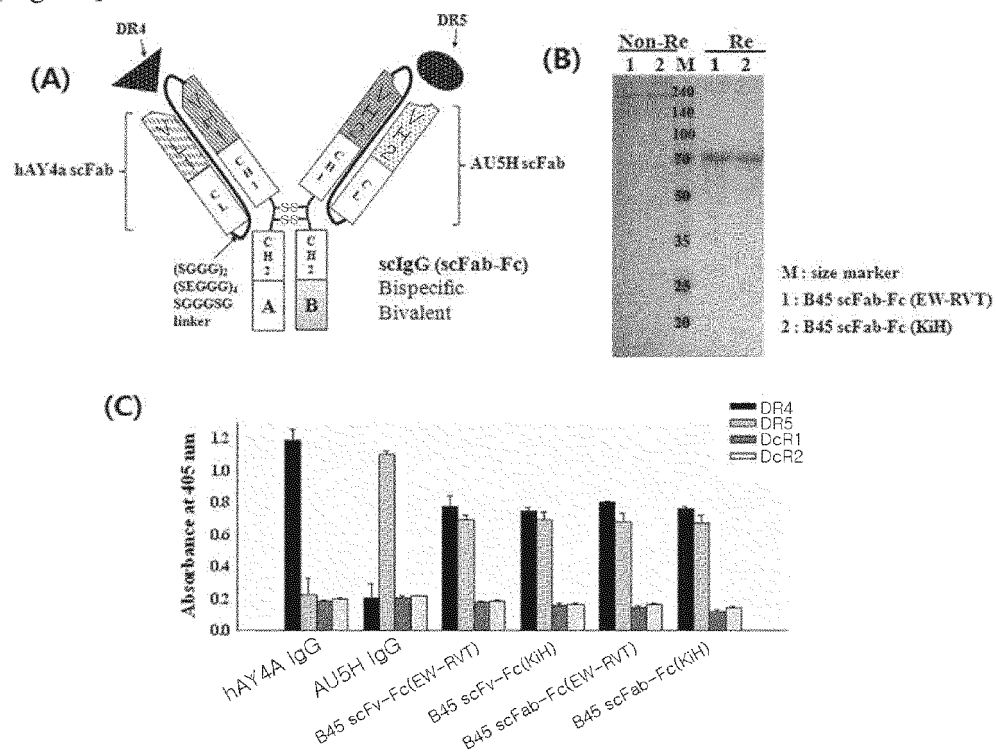 DR4
DR5
(A)
hAY4a scFab
AU5H scFab
CH1
CH1
CL
-SS-
-SS-
CH2
CH2
A
B
(SGGG)2
(SEGGG)4
SGGGSG
linker
scIgG (scFab-Fc)
Bispecific
Bivalent
(B)
Non-Re Re
1 2 M 1 2
240
140
100
70
50
35
25
20
M : size marker
1 : B45 scFab-Fc (EW-RVT)
2 : B45 scFab-Fc (KiH)
(C)
Absorbance at 405 nm
1.2
1.0
0.8
0.6
0.4
0.2
0.0
DR4
DR5
DcR1
DcR2
hAY4A IgG
AU5H IgG
B45 scFv-Fc(EW-RVT)
B45 scFv-Fc(KiH)
B45 scFab-Fc(EW-RVT)
B45 scFab-Fc(KiH)